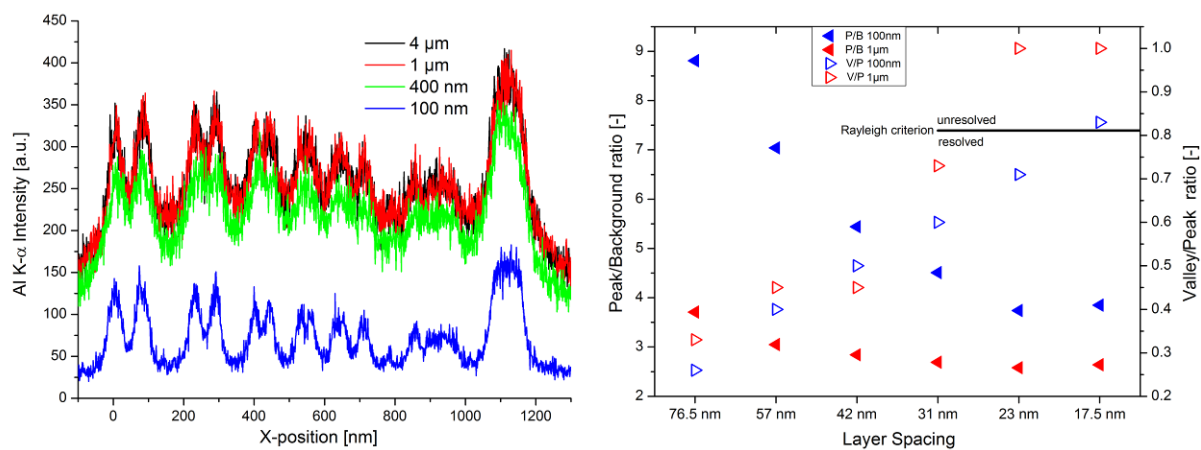 450
400
350
300
250
200
150
100
50
0
Al K-α Intensity [a.u.]
4 µm
1 µm
400 nm
100 nm
0
200
400
600
800
1000
1200
X-position [nm]
9
8
7
6
5
4
3
2
Peak/Background ratio [-]
P/B 100nm
P/B 1µm
V/P 100nm
V/P 1µm
Rayleigh criterion
unresolved
resolved
1.0
0.9
0.8
0.7
0.6
0.5
0.4
0.3
0.2
Valley/Peak ratio [-]
76.5 nm
57 nm
42 nm
31 nm
23 nm
17.5 nm
Layer Spacing